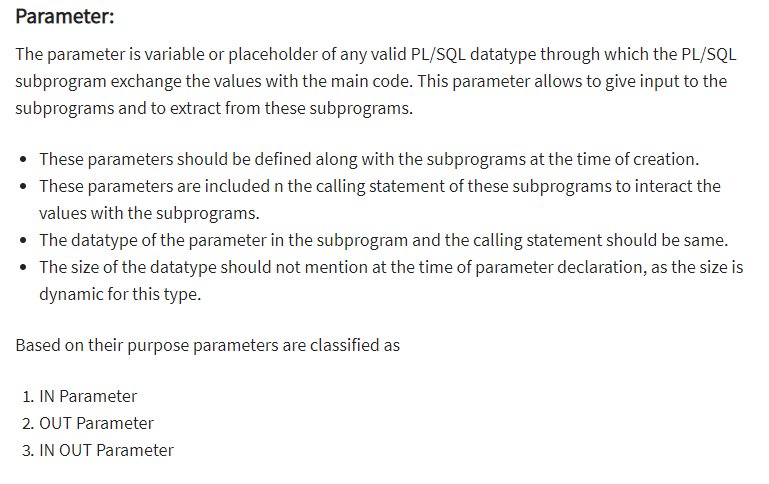 Parameter:
The parameter is variable or placeholder of any valid PL/SQL datatype through which the PL/SQL
subprogram exchange the values with the main code. This parameter allows to give input to the
subprograms and to extract from these subprograms.
• These parameters should be defined along with the subprograms at the time of creation.
• These parameters are included n the calling statement of these subprograms to interact the
values with the subprograms.
• The datatype of the parameter in the subprogram and the calling statement should be same.
• The size of the datatype should not mention at the time of parameter declaration, as the size is
dynamic for this type.
Based on their purpose parameters are classified as
1. IN Parameter
2. OUT Parameter
3. IN OUT Parameter